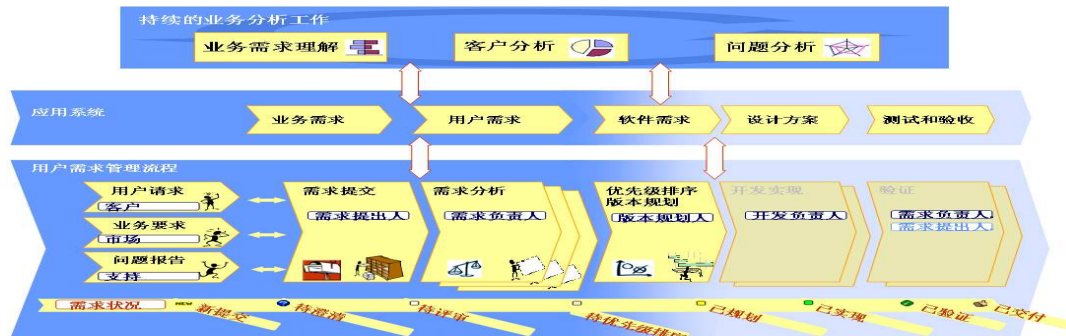 持续的业务分析工作
业务需求理解
客户分析
问题分析
应用系统
业务需求
用户需求
软件需求
设计方案
测试和验收
用户需求管理流程
用户请求
客户
业务要求
市场
问题报告
支持
需求提交
需求提出人
需求分析
需求负责人
优先级排序
版本规划
版本规划人
开发实现
开发负责人
验证
需求负责人
需求提出人
需求状况
NEW
新提交
待澄清
待评审
待优先级排序
已规划
已实现
已验证
已交付